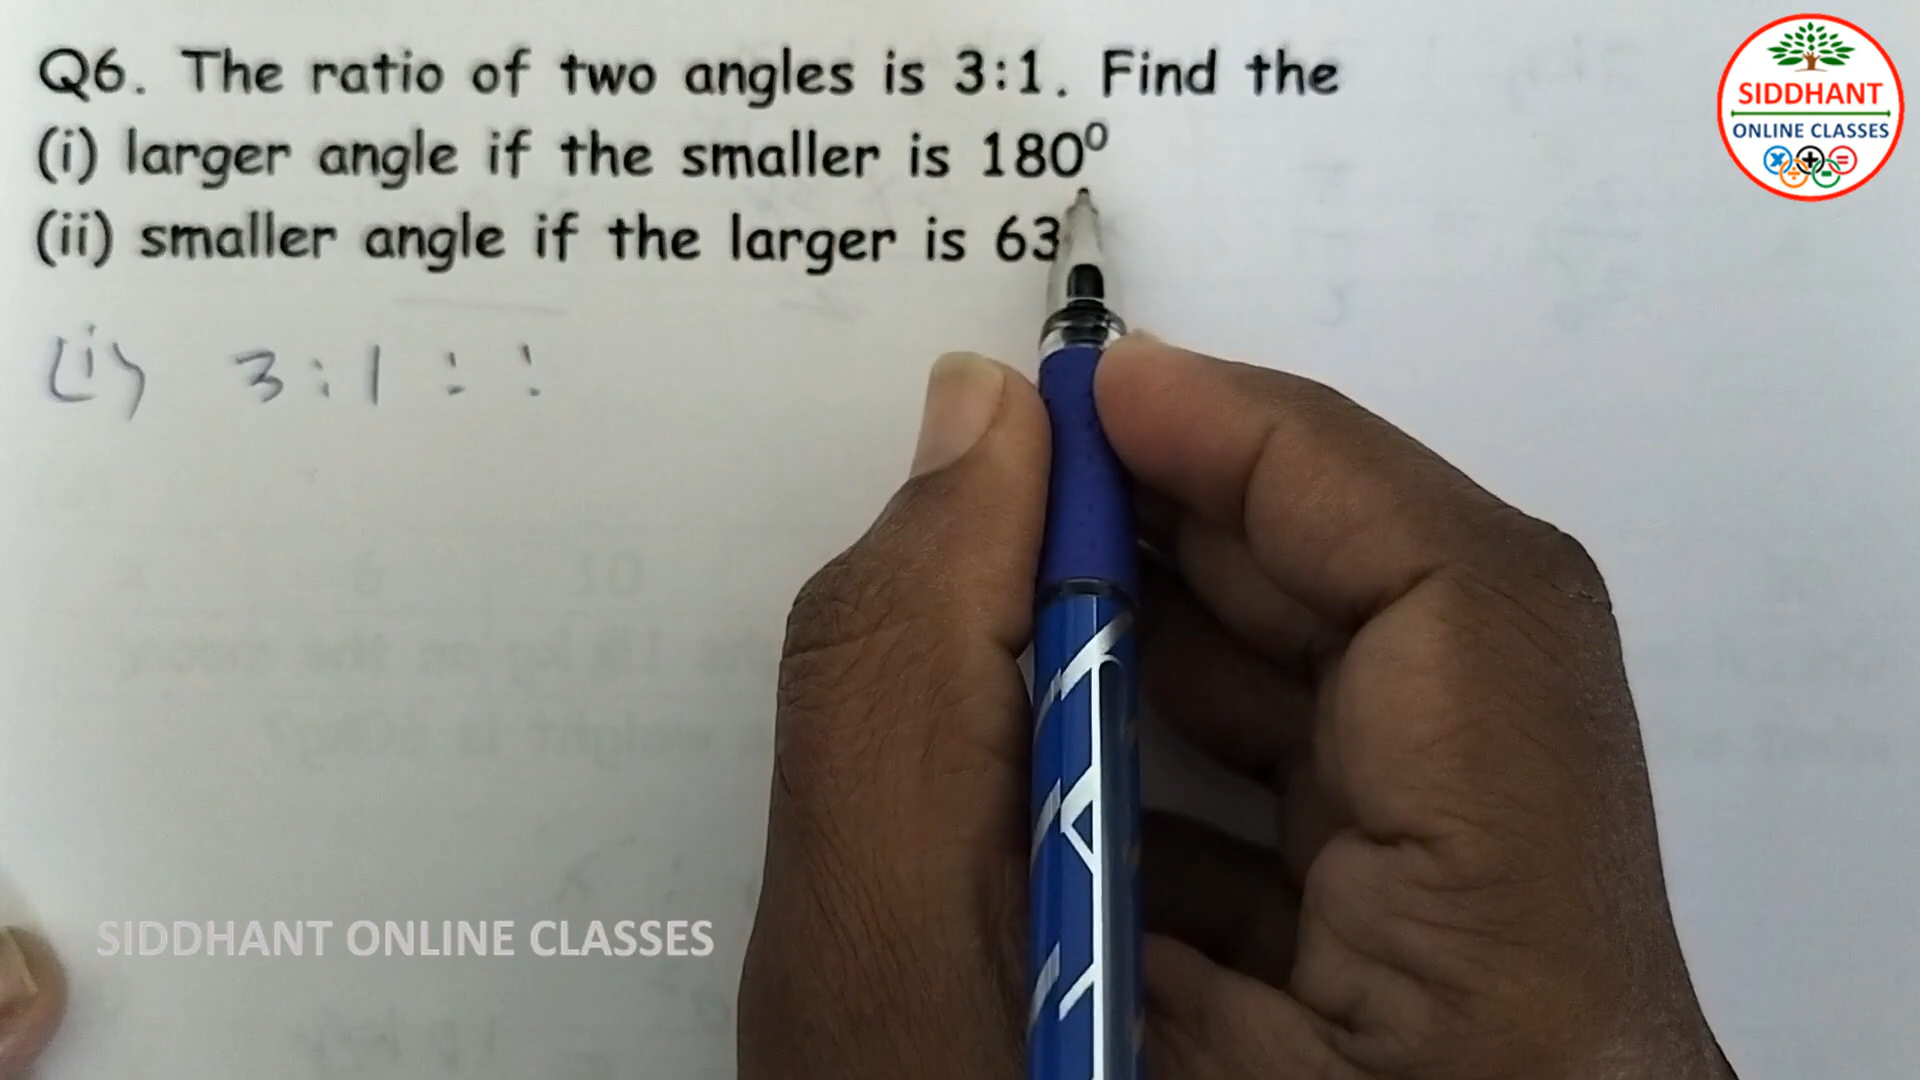 Q6. The ratio of two angles is 3:1. Find the
(i) larger angle if the smaller is 180⁰
(ii) smaller angle if the larger is 63
(i) 3 : 1 : :
SIDDHANT
ONLINE CLASSES
SIDDHANT ONLINE CLASSES